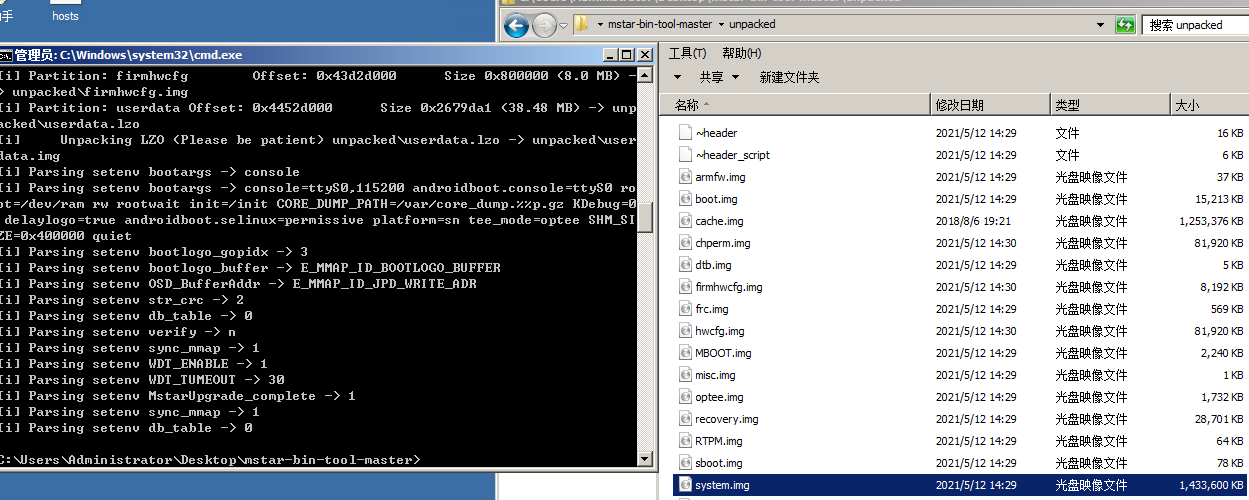 手
hosts
mstar-bin-tool-master
unpacked
搜索 unpacked
管理员: C:\Windows\system32\cmd.exe
[i] Partition: firmhwcfg Offset: 0x43d2d000 Size 0x800000 (8.0 MB) -
> unpacked\firmhwcfg.img
[i] Partition: userdata Offset: 0x4452d000 Size 0x2679da1 (38.48 MB) -> unp
acked\userdata.lzo
[i] Unpacking LZO (Please be patient) unpacked\userdata.lzo -> unpacked\user
data.img
[i] Parsing setenv bootargs -> console
[i] Parsing setenv bootargs -> console=ttyS0,115200 androidboot.console=ttyS0 ro
ot=/dev/ram rw rootwait init=/init CORE_DUMP_PATH=/var/core_dump.%%p.gz KDebug=0
delaylogo=true androidboot.selinux=permissive platform=sn tee_mode=optee SHM_SI
ZE=0x400000 quiet
[i] Parsing setenv bootlogo_gopidx -> 3
[i] Parsing setenv bootlogo_buffer -> E_MMAP_ID_BOOTLOGO_BUFFER
[i] Parsing setenv OSD_BufferAddr -> E_MMAP_ID_JPD_WRITE_ADR
[i] Parsing setenv str_crc -> 2
[i] Parsing setenv db_table -> 0
[i] Parsing setenv verify -> n
[i] Parsing setenv sync_mmap -> 1
[i] Parsing setenv WDT_ENABLE -> 1
[i] Parsing setenv WDT_TUMEOUT -> 30
[i] Parsing setenv MstarUpgrade_complete -> 1
[i] Parsing setenv sync_mmap -> 1
[i] Parsing setenv db_table -> 0
C:\Users\Administrator\Desktop\mstar-bin-tool-master>
工具(T) 帮助(H)
共享 新建文件夹
名称 修改日期 类型 大小
~header 2021/5/12 14:29 文件 16 KB
~header_script 2021/5/12 14:29 文件 6 KB
armfw.img 2021/5/12 14:29 光盘映像文件 37 KB
boot.img 2021/5/12 14:29 光盘映像文件 15,213 KB
cache.img 2018/8/6 19:21 光盘映像文件 1,253,376 KB
chperm.img 2021/5/12 14:30 光盘映像文件 81,920 KB
dtb.img 2021/5/12 14:29 光盘映像文件 5 KB
firmhwcfg.img 2021/5/12 14:30 光盘映像文件 8,192 KB
frc.img 2021/5/12 14:29 光盘映像文件 569 KB
hwcfg.img 2021/5/12 14:30 光盘映像文件 81,920 KB
MBOOT.img 2021/5/12 14:29 光盘映像文件 2,240 KB
misc.img 2021/5/12 14:29 光盘映像文件 1 KB
optee.img 2021/5/12 14:29 光盘映像文件 1,732 KB
recovery.img 2021/5/12 14:29 光盘映像文件 28,701 KB
RTPM.img 2021/5/12 14:29 光盘映像文件 64 KB
sboot.img 2021/5/12 14:29 光盘映像文件 78 KB
system.img 2021/5/12 14:29 光盘映像文件 1,433,600 KB